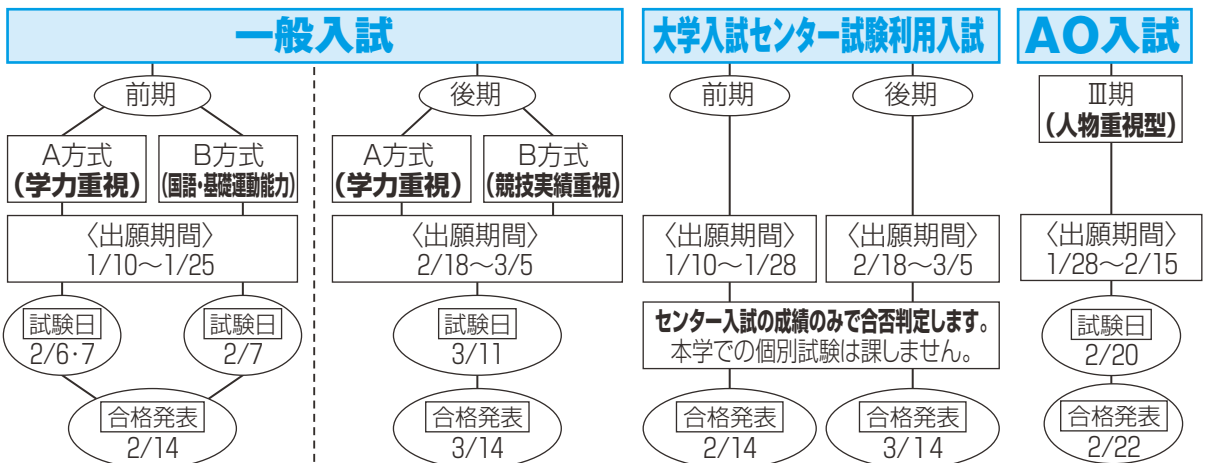 一般入試
前期
A方式
(学力重視)
B方式
(国語・基礎運動能力)
〈出願期間〉
1/10〜1/25
試験日
2/6・7
試験日
2/7
合格発表
2/14
後期
A方式
(学力重視)
B方式
(競技実績重視)
〈出願期間〉
2/18〜3/5
試験日
3/11
合格発表
3/14
大学入試センター試験利用入試
前期
〈出願期間〉
1/10〜1/28
後期
〈出願期間〉
2/18〜3/5
センター入試の成績のみで合否判定します。
本学での個別試験は課しません。
合格発表
2/14
合格発表
3/14
AO入試
Ⅲ期
(人物重視型)
〈出願期間〉
1/28〜2/15
試験日
2/20
合格発表
2/22